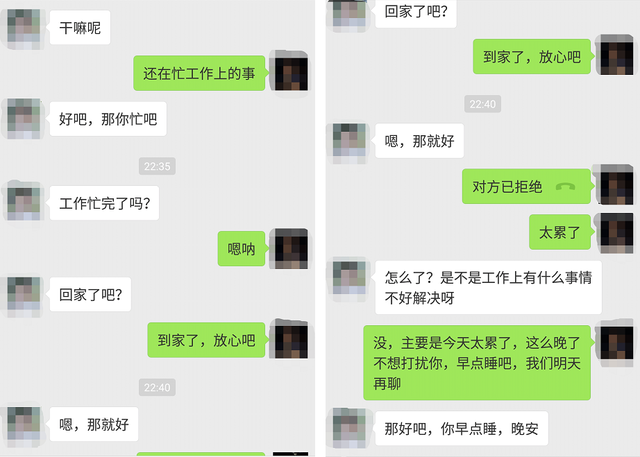 干嘛呢
还在忙工作上的事
好吧，那你忙吧
22:35
工作忙完了吗？
嗯呐
回家了吧？
到家了，放心吧
22:40
嗯，那就好
回家了吧？
到家了，放心吧
22:40
嗯，那就好
对方已拒绝
太累了
怎么了？是不是工作上有什么事情
不好解决呀
没，主要是今天太累了，这么晚了
不想打扰你，早点睡吧，我们明天
再聊
那好吧，你早点睡，晚安